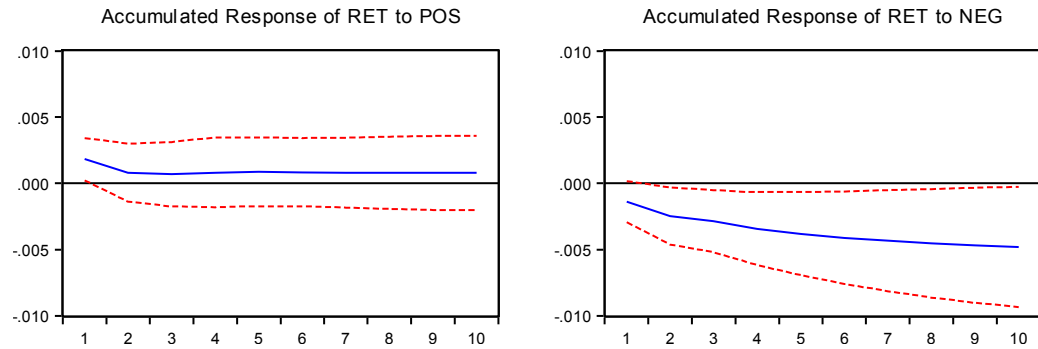 Accumulated Response of RET to POS
.010
.005
.000
-.005
-.010
1 2 3 4 5 6 7 8 9 10
Accumulated Response of RET to NEG
.010
.005
.000
-.005
-.010
1 2 3 4 5 6 7 8 9 10